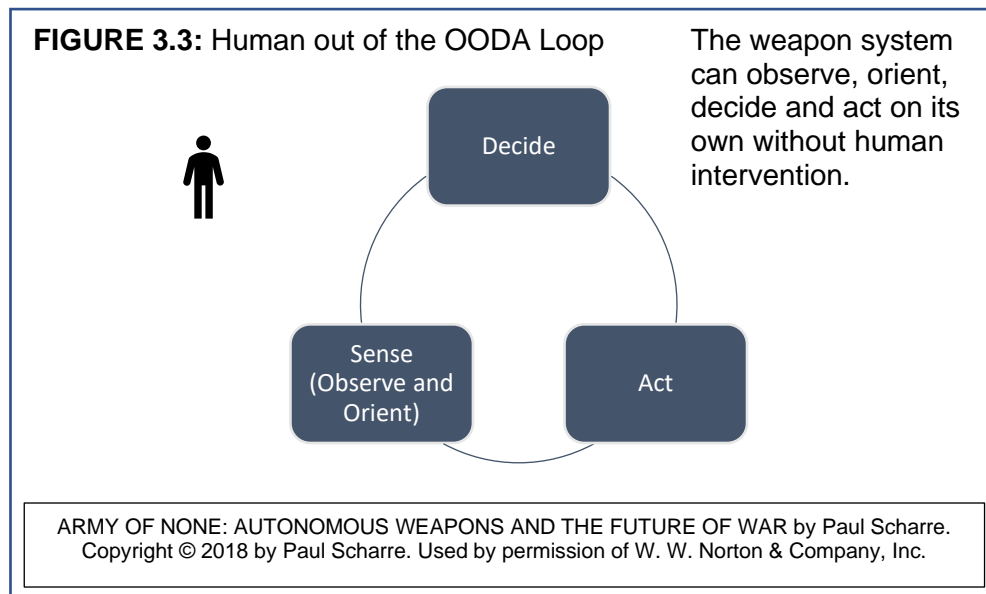 FIGURE 3.3: Human out of the OODA Loop
The weapon system
can observe, orient,
decide and act on its
own without human
intervention.
Decide
Sense
(Observe and
Orient)
Act
ARMY OF NONE: AUTONOMOUS WEAPONS AND THE FUTURE OF WAR by Paul Scharre.
Copyright © 2018 by Paul Scharre. Used by permission of W. W. Norton & Company, Inc.